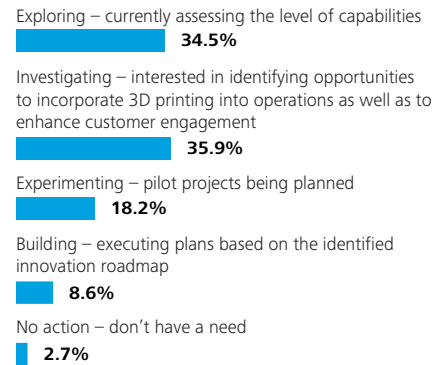 Exploring – currently assessing the level of capabilities
34.5%
Investigating – interested in identifying opportunities
to incorporate 3D printing into operations as well as to
enhance customer engagement
35.9%
Experimenting – pilot projects being planned
18.2%
Building – executing plans based on the identified
innovation roadmap
8.6%
No action – don’t have a need
2.7%